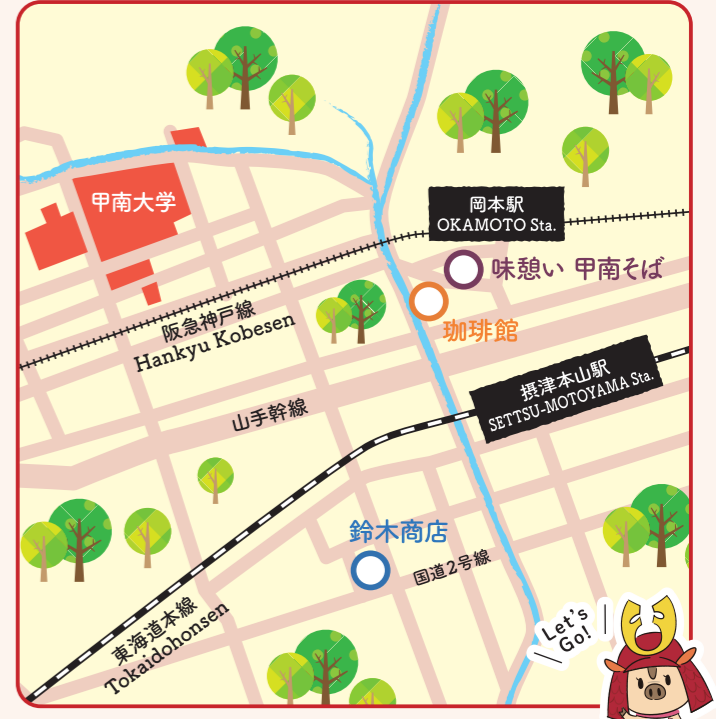 甲南大学
岡本駅
OKAMOTO Sta.
味憩い 甲南そば
珈琲館
阪急神戸線
Hankyu Kobesen
摂津本山駅
SETTSU-MOTOYAMA Sta.
山手幹線
鈴木商店
国道2号線
東海道本線
Tokaidohonsen
Let's
Go!